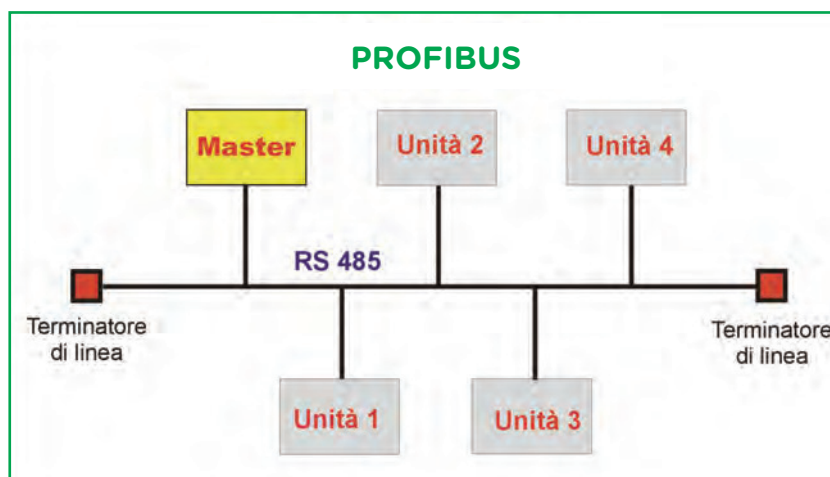 PROFIBUS
Master
Unità 2
Unità 4
RS 485
Terminatore
di linea
Terminatore
di linea
Unità 1
Unità 3